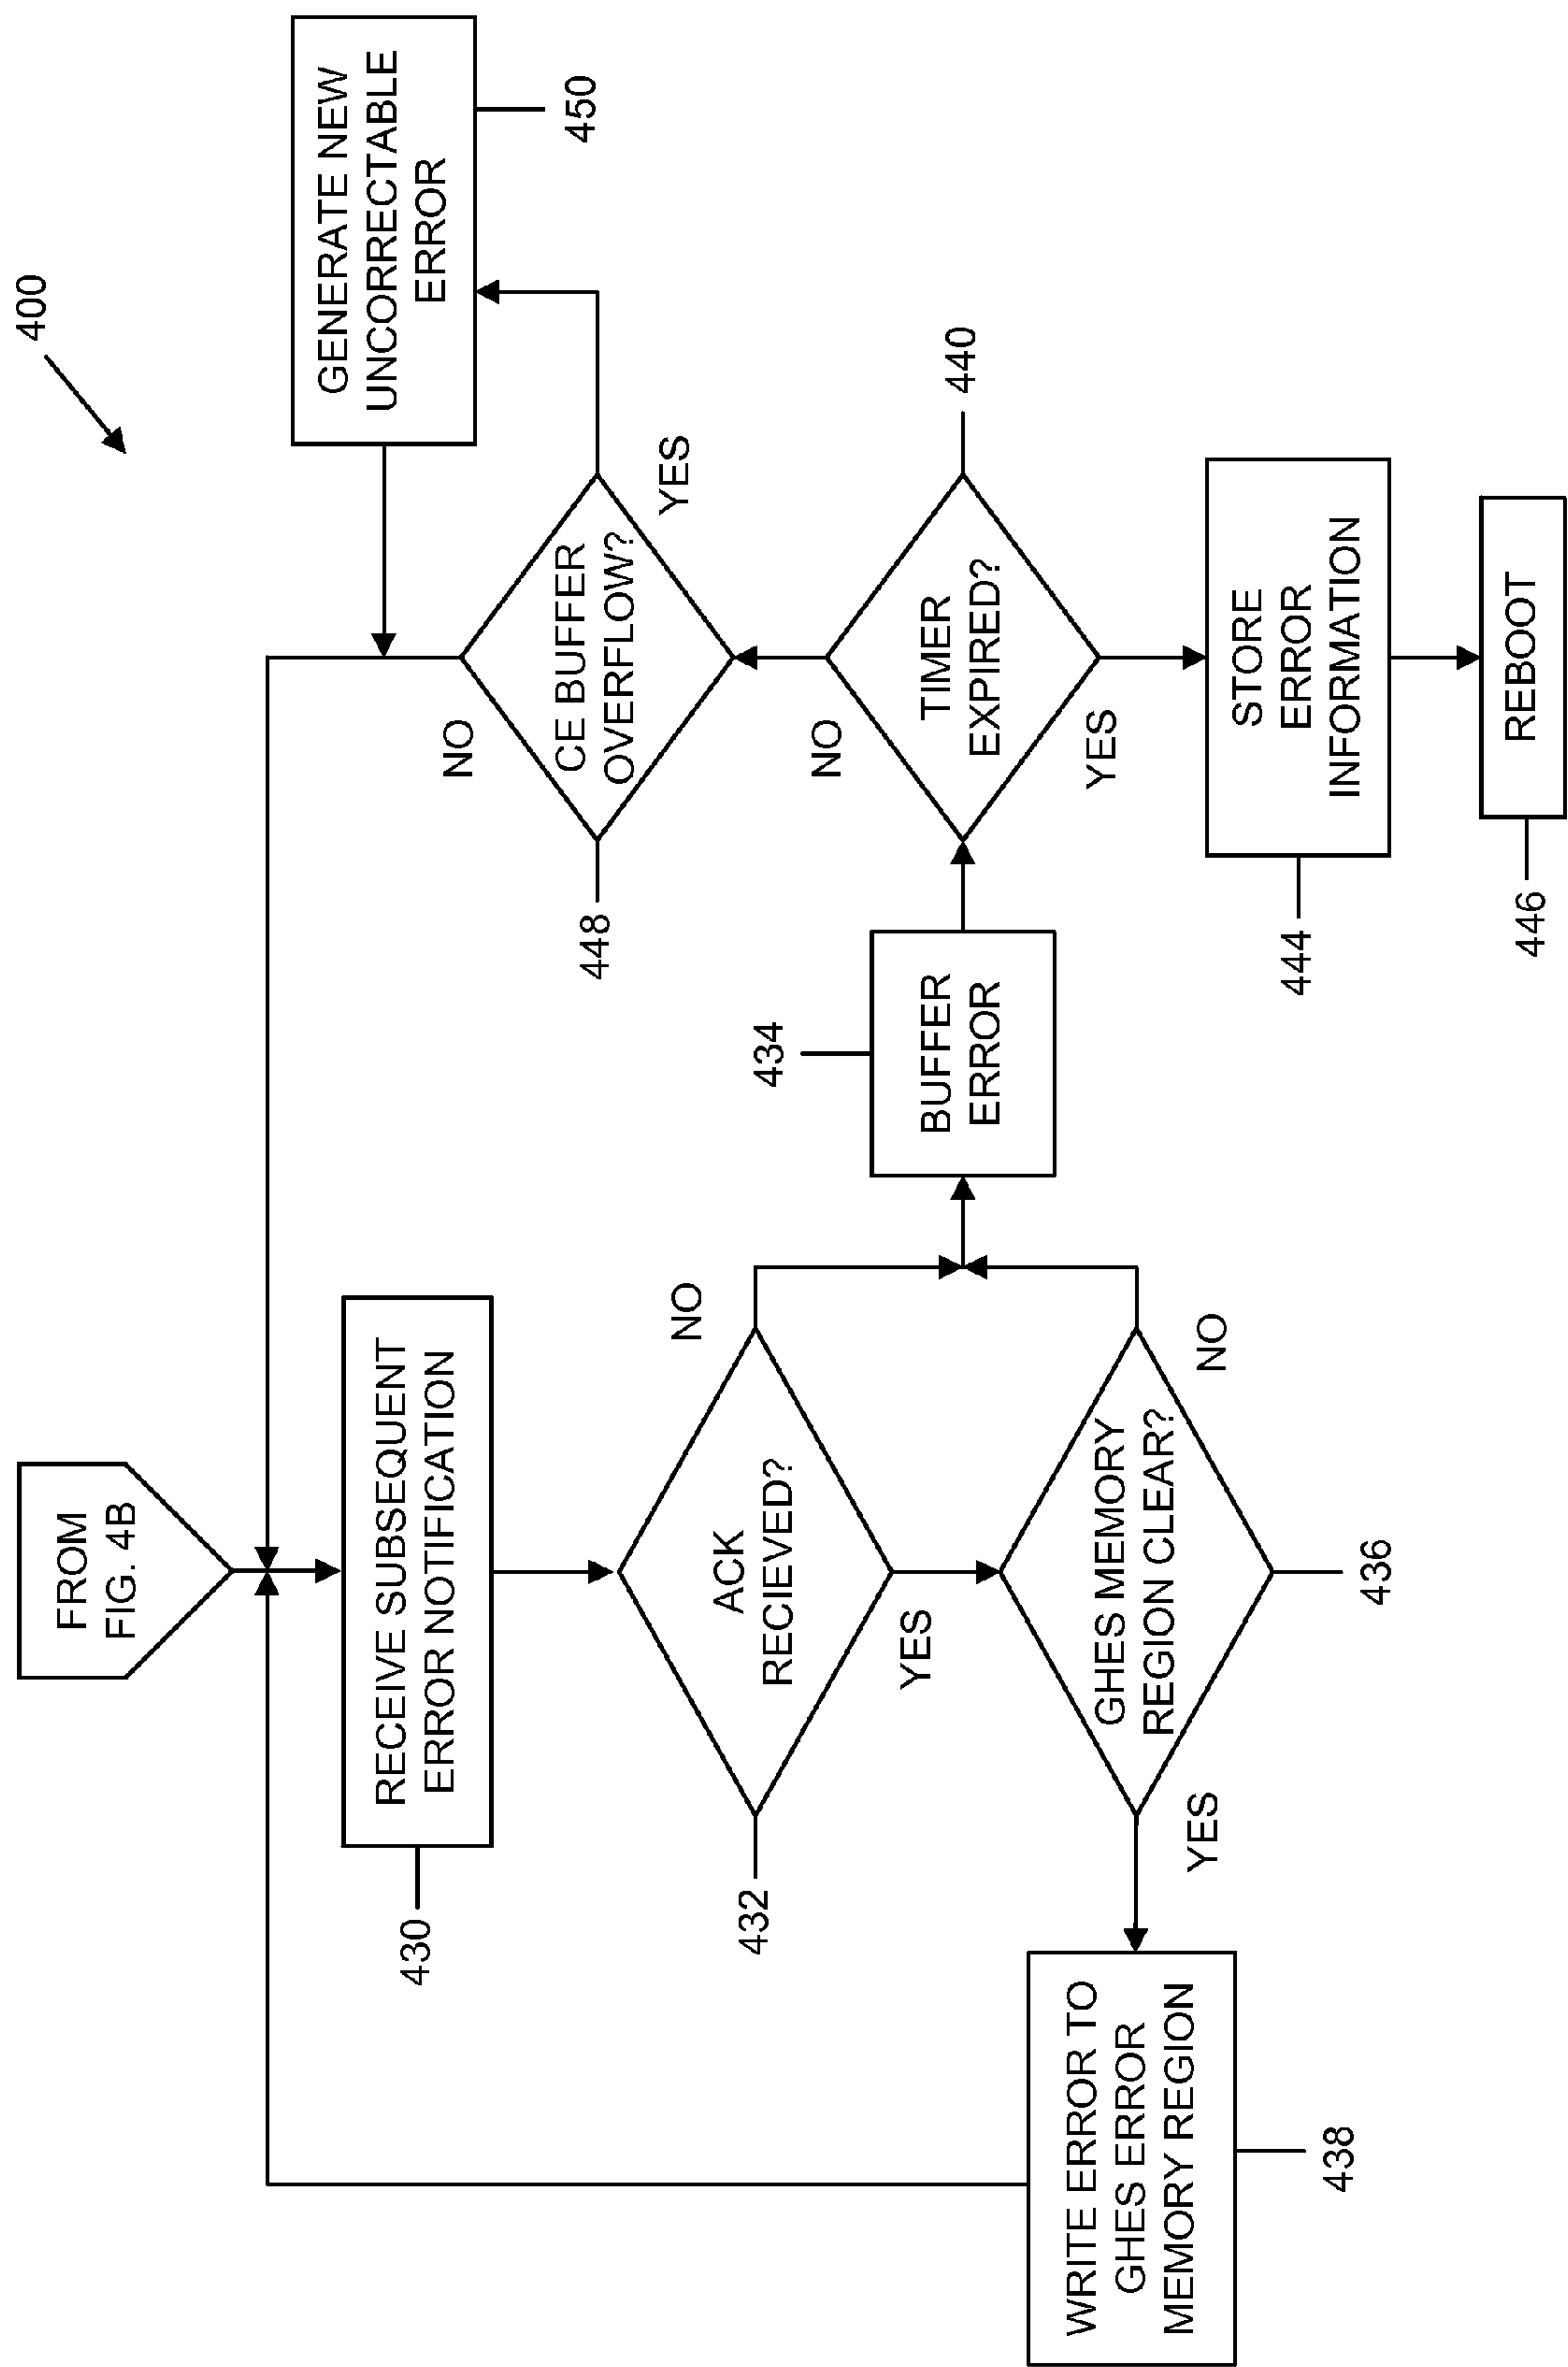 400
FROM
FIG. 4B
RECEIVE SUBSEQUENT
ERROR NOTIFICATION
430
ACK
RECIEVED?
432
NO
YES
GHES MEMORY
REGION CLEAR?
436
NO
YES
WRITE ERROR TO
GHES ERROR
MEMORY REGION
438
BUFFER
ERROR
434
TIMER
EXPIRED?
440
NO
YES
STORE
ERROR
INFORMATION
444
REBOOT
446
CE BUFFER
OVERFLOW?
448
NO
YES
GENERATE NEW
UNCORRECTABLE
ERROR
450